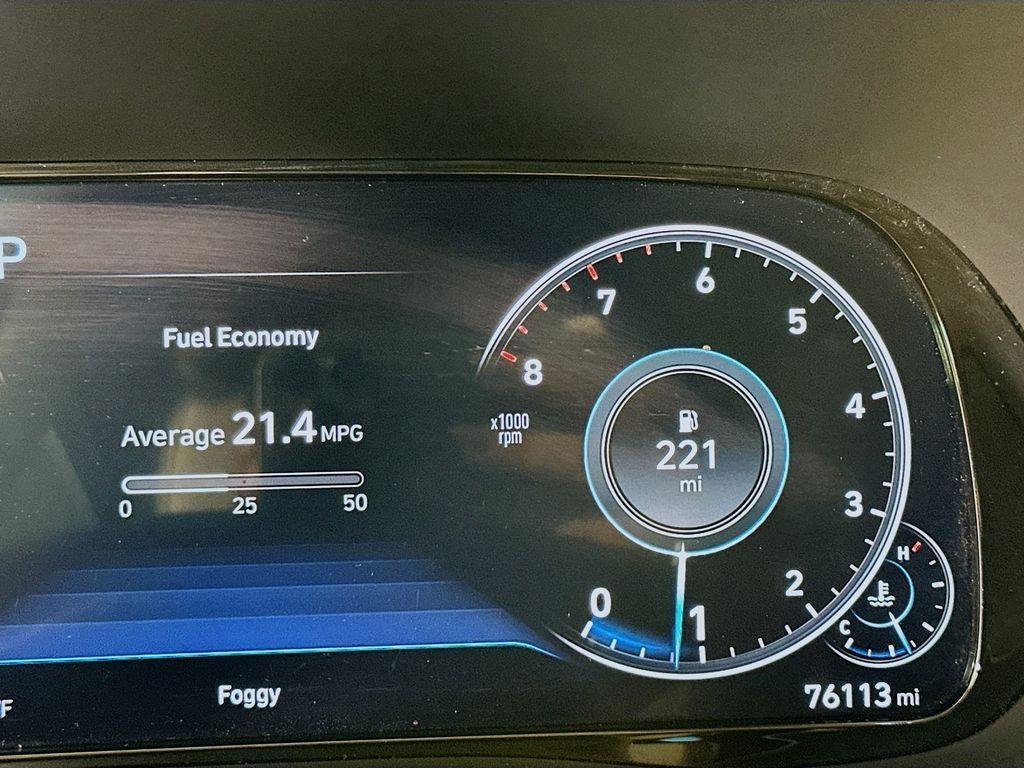 P
Fuel Economy
Average 21.4 MPG
0 25 50
8 7 6 5 4 3 2 1 0
x1000
rpm
221
mi
H
C
F
Foggy
76113 mi